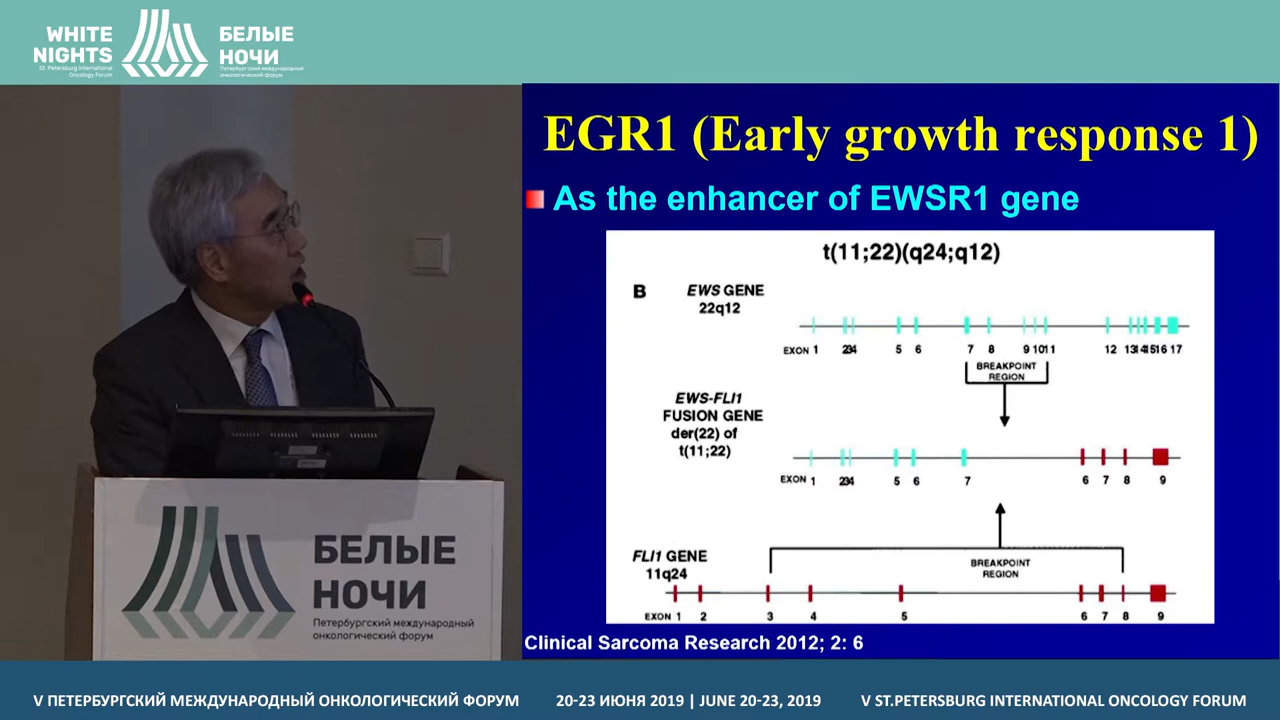 WHITE
NIGHTS
St. Petersburg International
Oncology Forum
БЕЛЫЕ
НОЧИ
Петербургский международный
онкологический форум
EGR1 (Early growth response 1)
As the enhancer of EWSR1 gene
t(11;22)(q24;q12)
B
EWS GENE
22q12
EXON 1 234 5 6 7 8 9 1011 12 1314151617
BREAKPOINT
REGION
EWS-FLI1
FUSION GENE
der(22) of
t(11;22)
EXON 1 234 5 6 7 6 7 8 9
FLI1 GENE
11q24
BREAKPOINT
REGION
EXON 1 2 3 4 5 6 7 8 9
Clinical Sarcoma Research 2012; 2: 6
БЕЛЫЕ
НОЧИ
Петербургский международный
онкологический форум
V ПЕТЕРБУРГСКИЙ МЕЖДУНАРОДНЫЙ ОНКОЛОГИЧЕСКИЙ ФОРУМ 20-23 ИЮНЯ 2019 | JUNE 20-23, 2019 V ST.PETERSBURG INTERNATIONAL ONCOLOGY FORUM